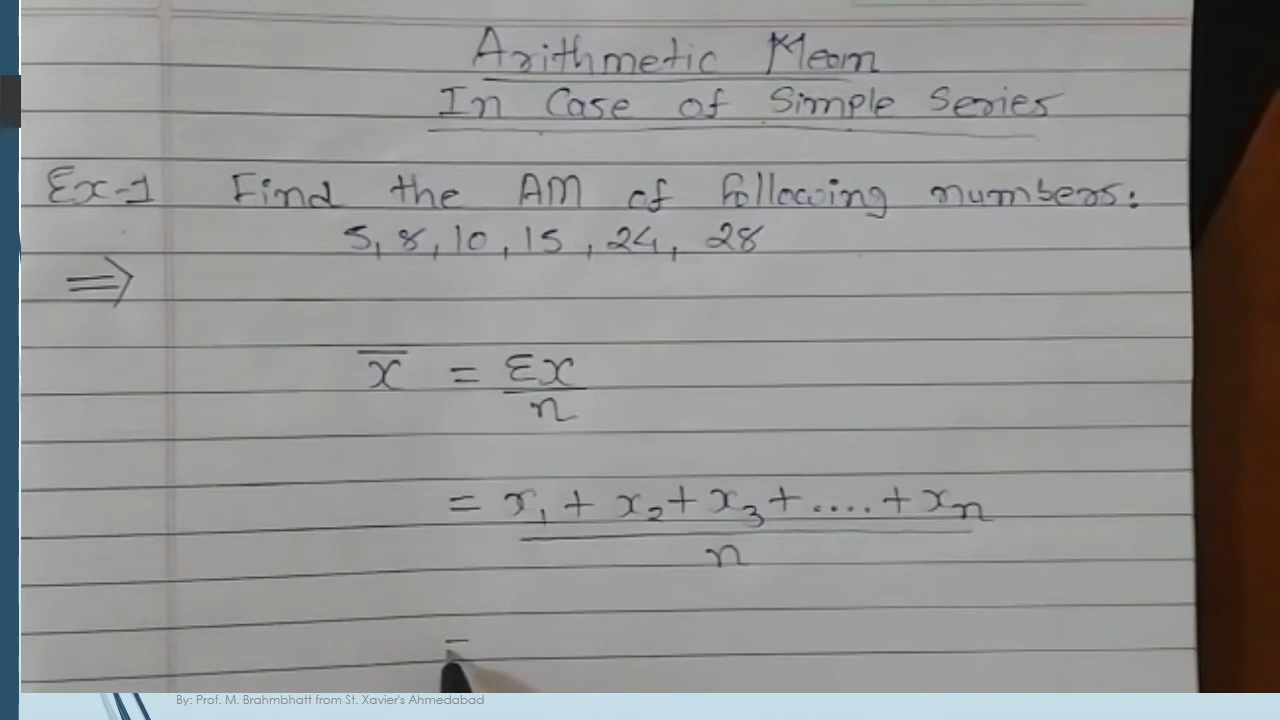 Arithmetic Mean
In Case of Simple Series
Ex-1 Find the AM of following numbers:
5, 8, 10, 15, 24, 28
⇒
x̅ = Σx
n
= x₁ + x₂ + x₃ + .... + xₙ
n
By: Prof. M. Brahmbhatt from St. Xavier's Ahmedabad